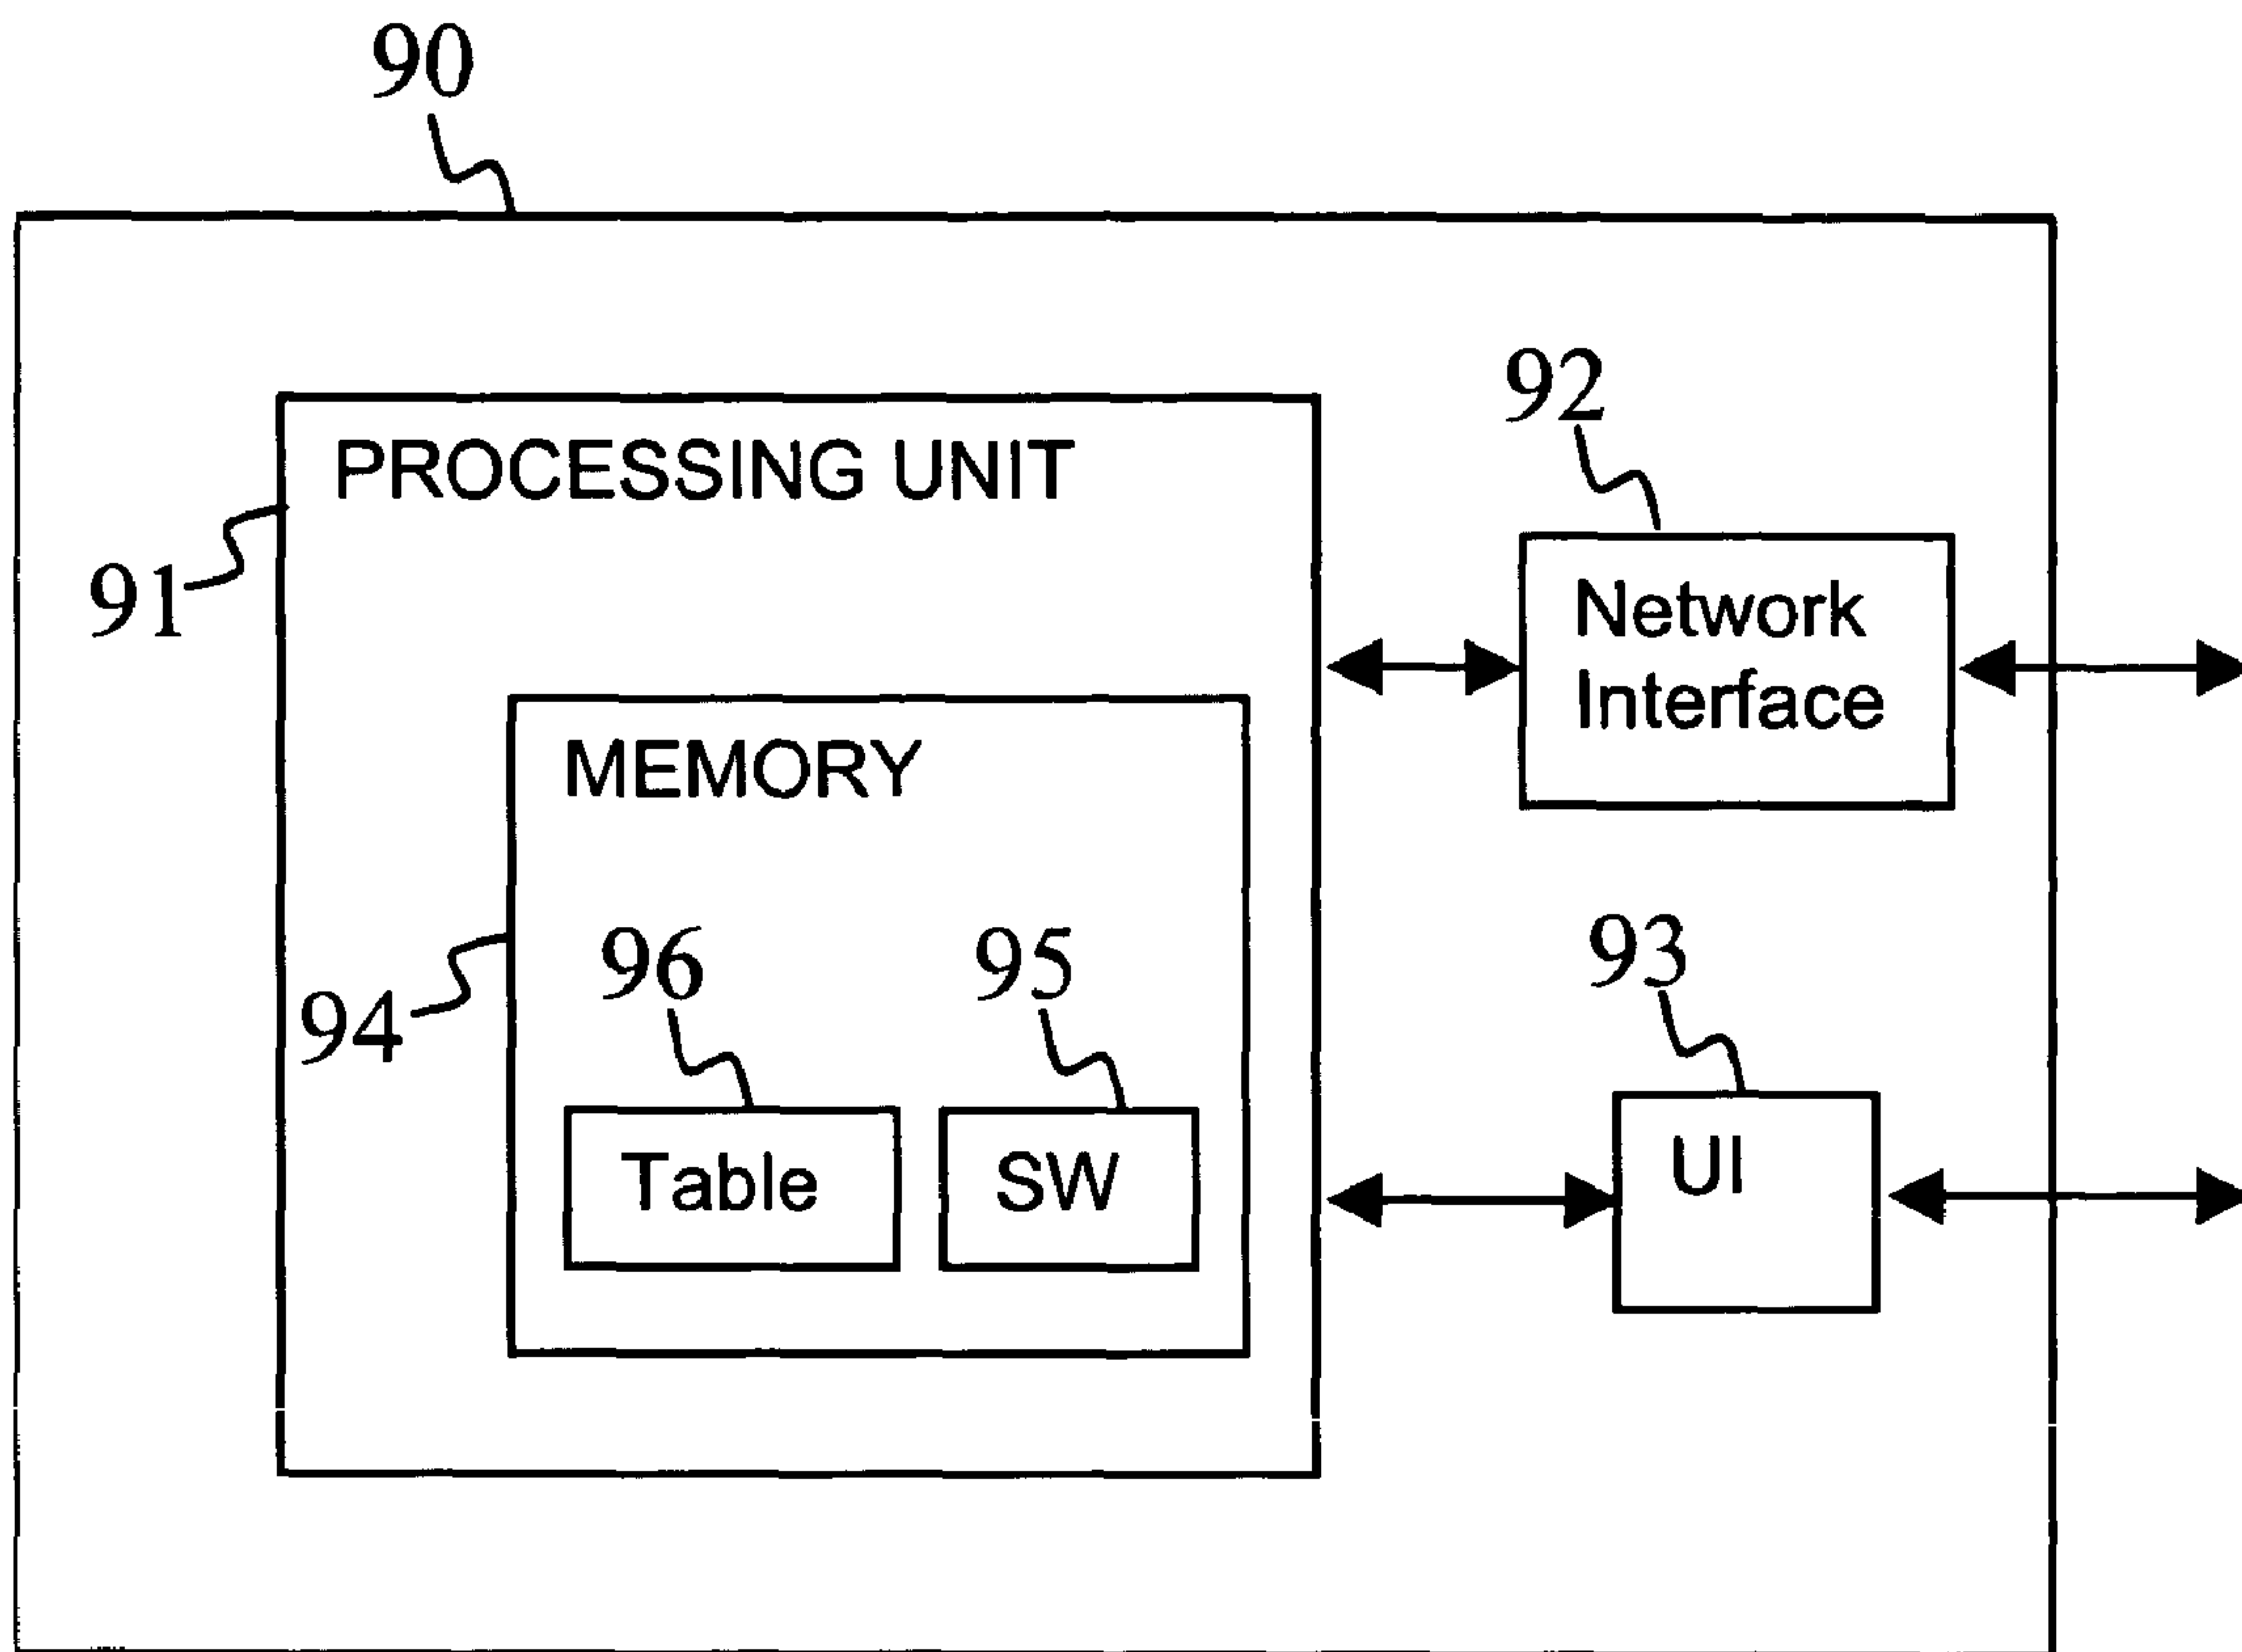 90
PROCESSING UNIT
91
92
Network
Interface
MEMORY
94
96
95
Table
SW
93
UI